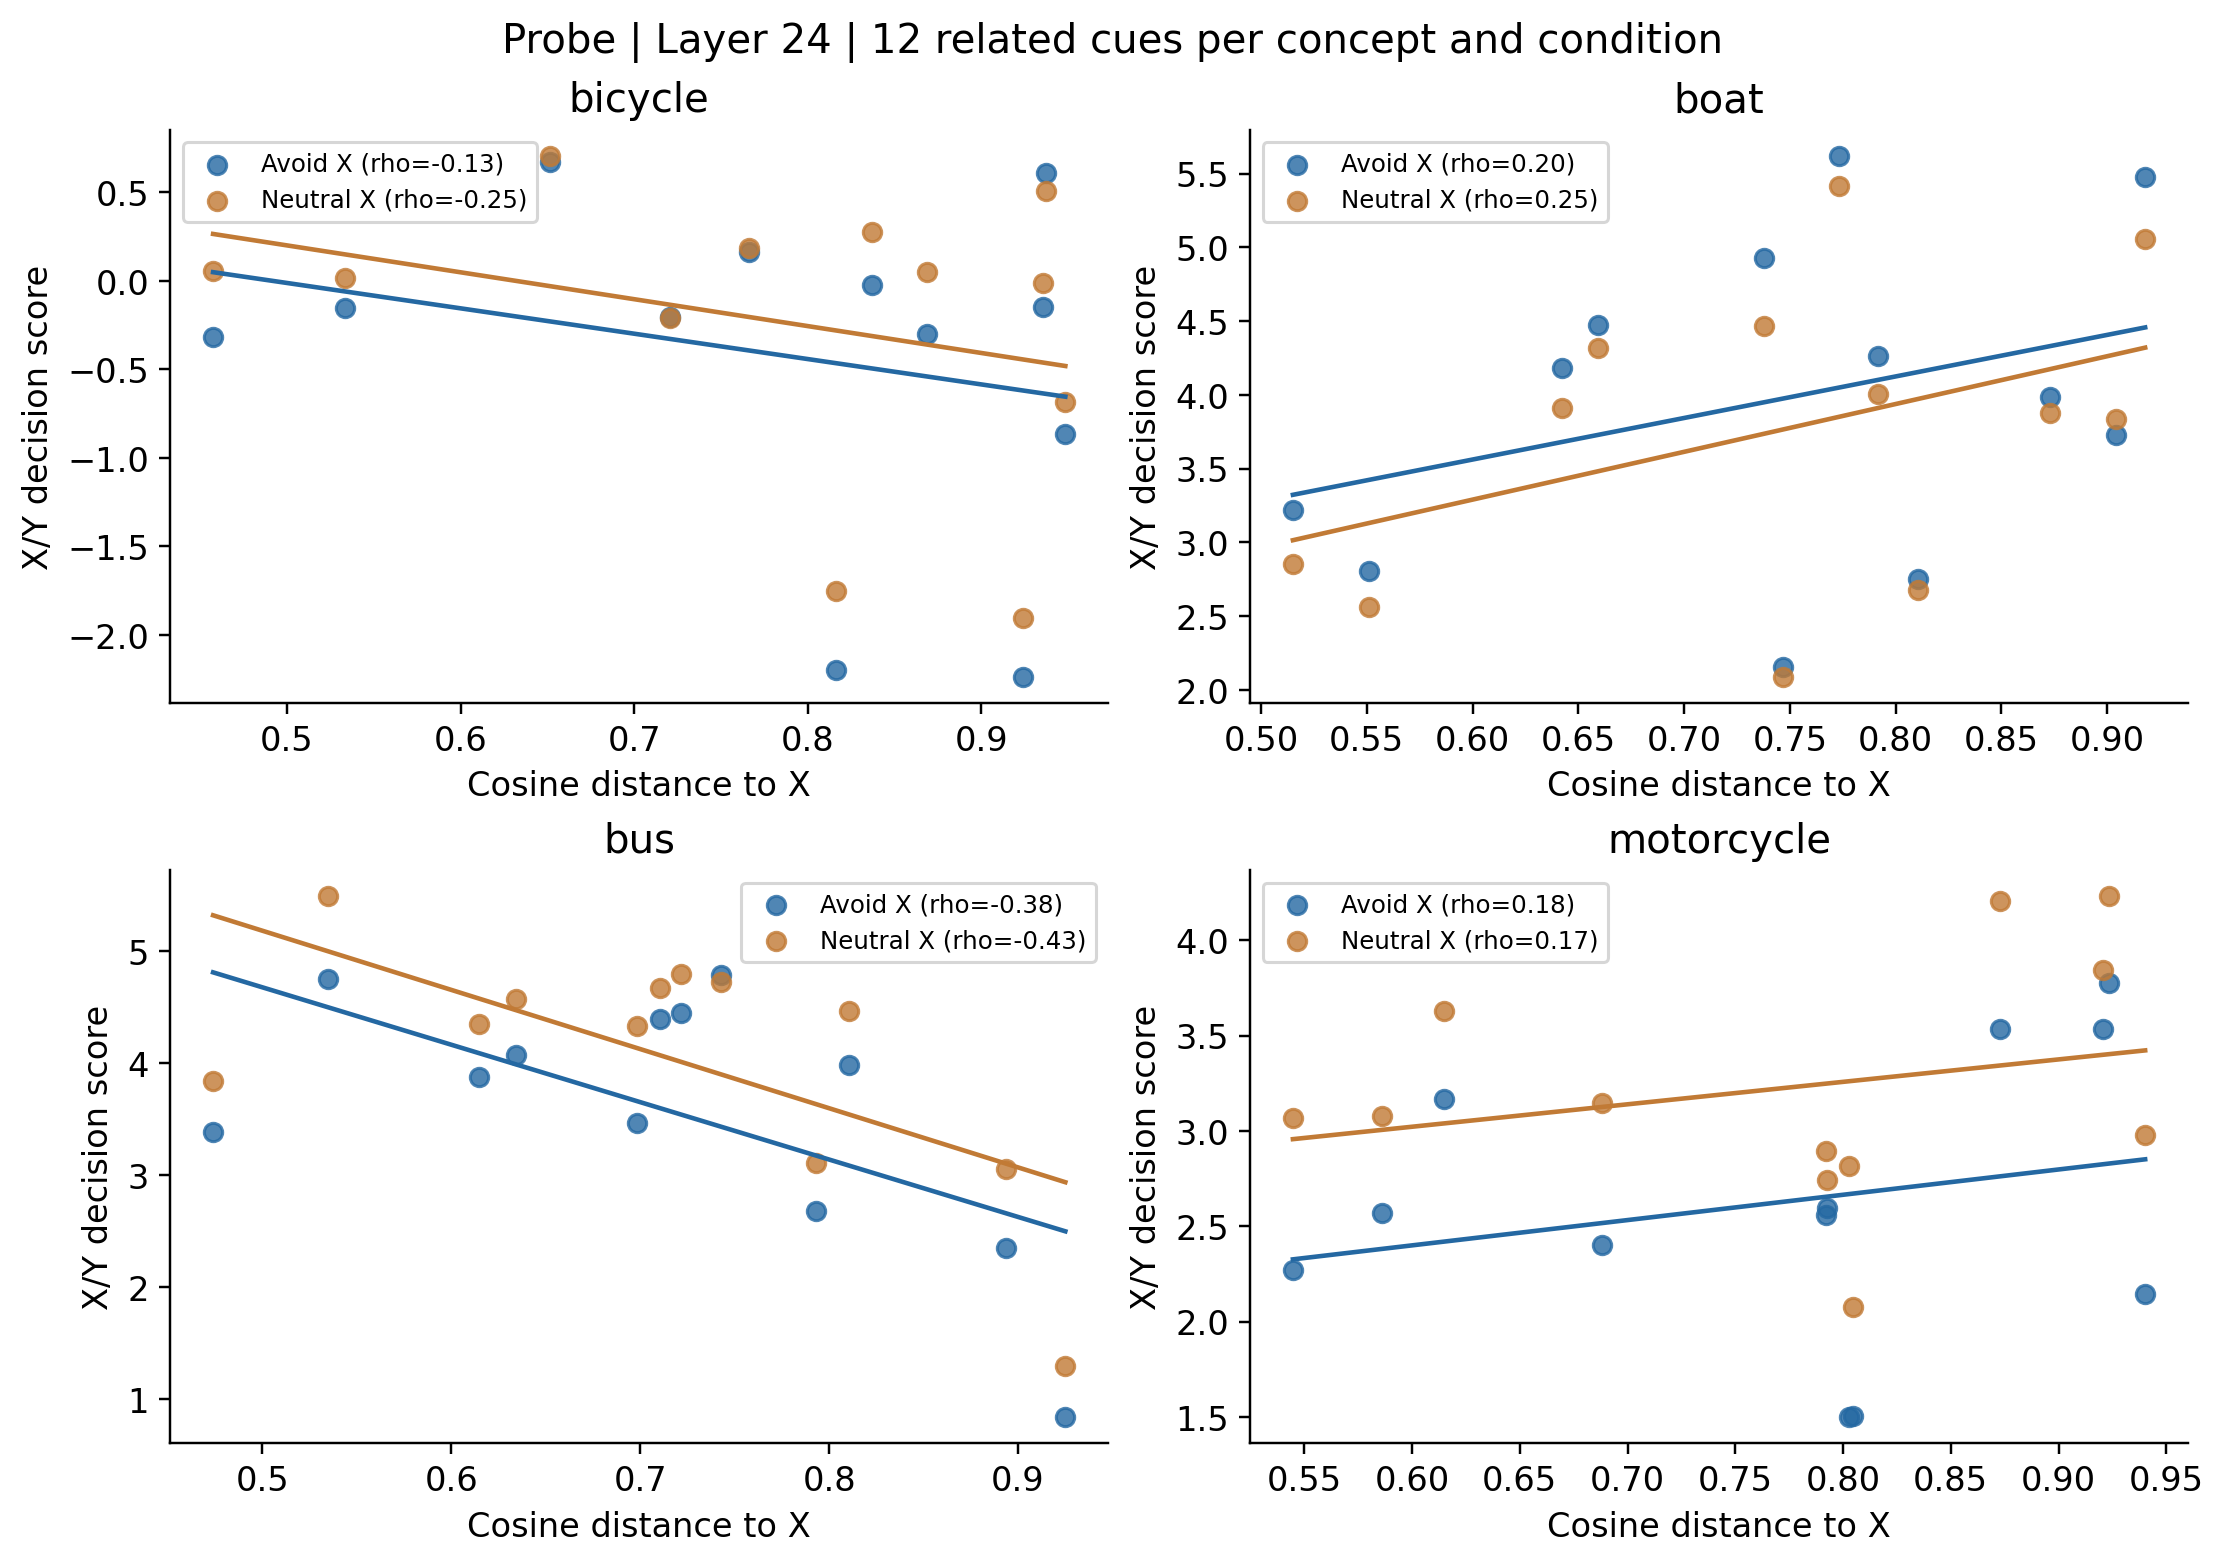 Probe | Layer 24 | 12 related cues per concept and condition
bicycle
Avoid X (rho=-0.13)
Neutral X (rho=-0.25)
X/Y decision score
0.5
0.0
−0.5
−1.0
−1.5
−2.0
0.5 0.6 0.7 0.8 0.9
Cosine distance to X
boat
Avoid X (rho=0.20)
Neutral X (rho=0.25)
X/Y decision score
5.5
5.0
4.5
4.0
3.5
3.0
2.5
2.0
0.50 0.55 0.60 0.65 0.70 0.75 0.80 0.85 0.90
Cosine distance to X
bus
Avoid X (rho=-0.38)
Neutral X (rho=-0.43)
X/Y decision score
5
4
3
2
1
0.5 0.6 0.7 0.8 0.9
Cosine distance to X
motorcycle
Avoid X (rho=0.18)
Neutral X (rho=0.17)
X/Y decision score
4.0
3.5
3.0
2.5
2.0
1.5
0.55 0.60 0.65 0.70 0.75 0.80 0.85 0.90 0.95
Cosine distance to X